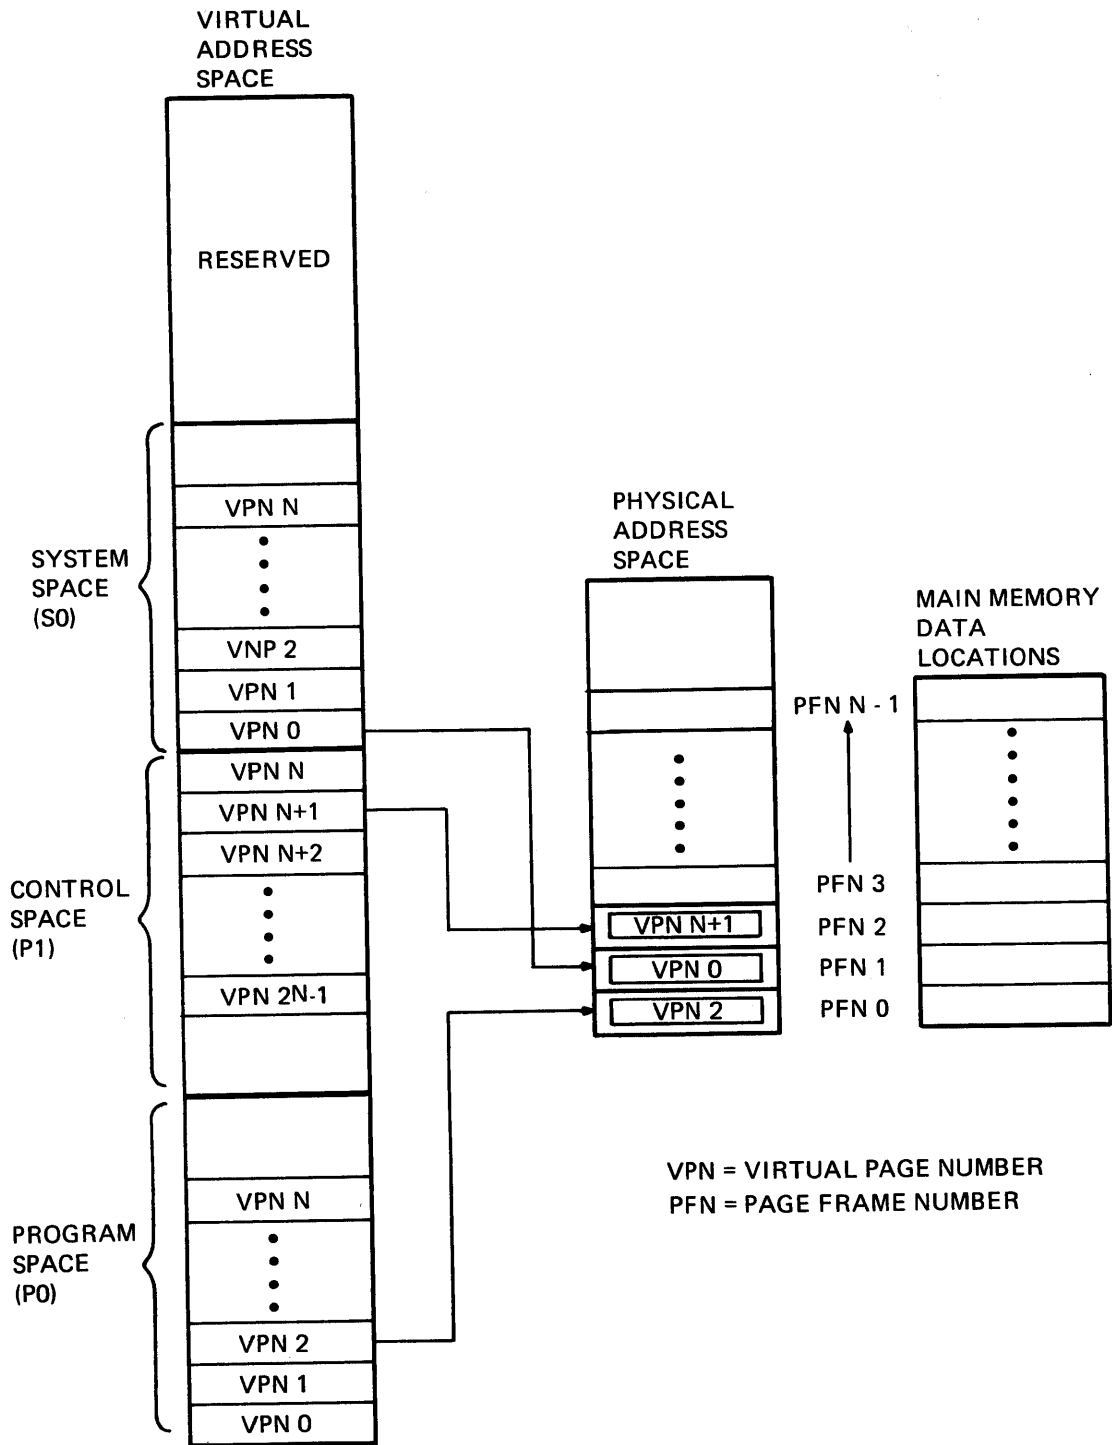 VIRTUAL
ADDRESS
SPACE
RESERVED
SYSTEM
SPACE
(S0)
VPN N
VNP 2
VPN 1
VPN 0
CONTROL
SPACE
(P1)
VPN N
VPN N+1
VPN N+2
VPN 2N-1
PROGRAM
SPACE
(P0)
VPN N
VPN 2
VPN 1
VPN 0
PHYSICAL
ADDRESS
SPACE
VPN N+1
VPN 0
VPN 2
PFN N - 1
PFN 3
PFN 2
PFN 1
PFN 0
MAIN MEMORY
DATA
LOCATIONS
VPN = VIRTUAL PAGE NUMBER
PFN = PAGE FRAME NUMBER